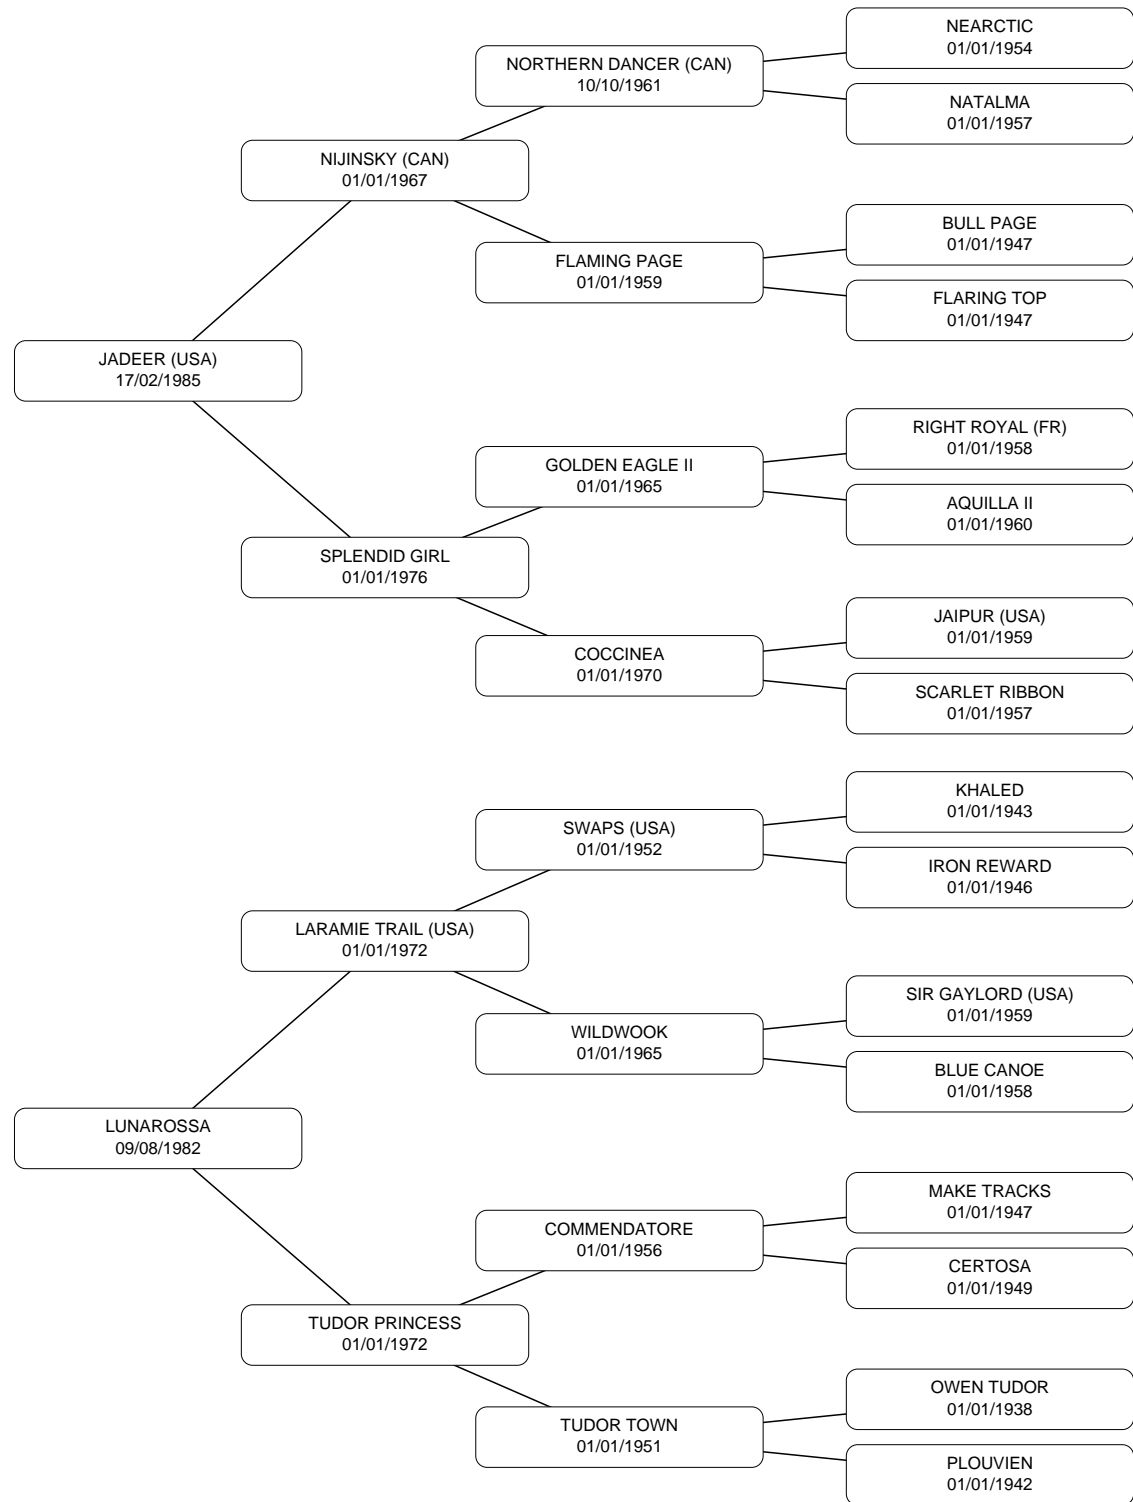 NEARCTIC
01/01/1954
NORTHERN DANCER (CAN)
10/10/1961
NATALMA
01/01/1957
NIJINSKY (CAN)
01/01/1967
BULL PAGE
01/01/1947
FLAMING PAGE
01/01/1959
FLARING TOP
01/01/1947
JADEER (USA)
17/02/1985
RIGHT ROYAL (FR)
01/01/1958
GOLDEN EAGLE II
01/01/1965
AQUILLA II
01/01/1960
SPLENDID GIRL
01/01/1976
JAIPUR (USA)
01/01/1959
COCCINEA
01/01/1970
SCARLET RIBBON
01/01/1957
KHALED
01/01/1943
SWAPS (USA)
01/01/1952
IRON REWARD
01/01/1946
LARAMIE TRAIL (USA)
01/01/1972
SIR GAYLORD (USA)
01/01/1959
WILDWOOK
01/01/1965
BLUE CANOE
01/01/1958
LUNAROSSA
09/08/1982
MAKE TRACKS
01/01/1947
COMMENDATORE
01/01/1956
CERTOSA
01/01/1949
TUDOR PRINCESS
01/01/1972
OWEN TUDOR
01/01/1938
TUDOR TOWN
01/01/1951
PLOUVIEN
01/01/1942